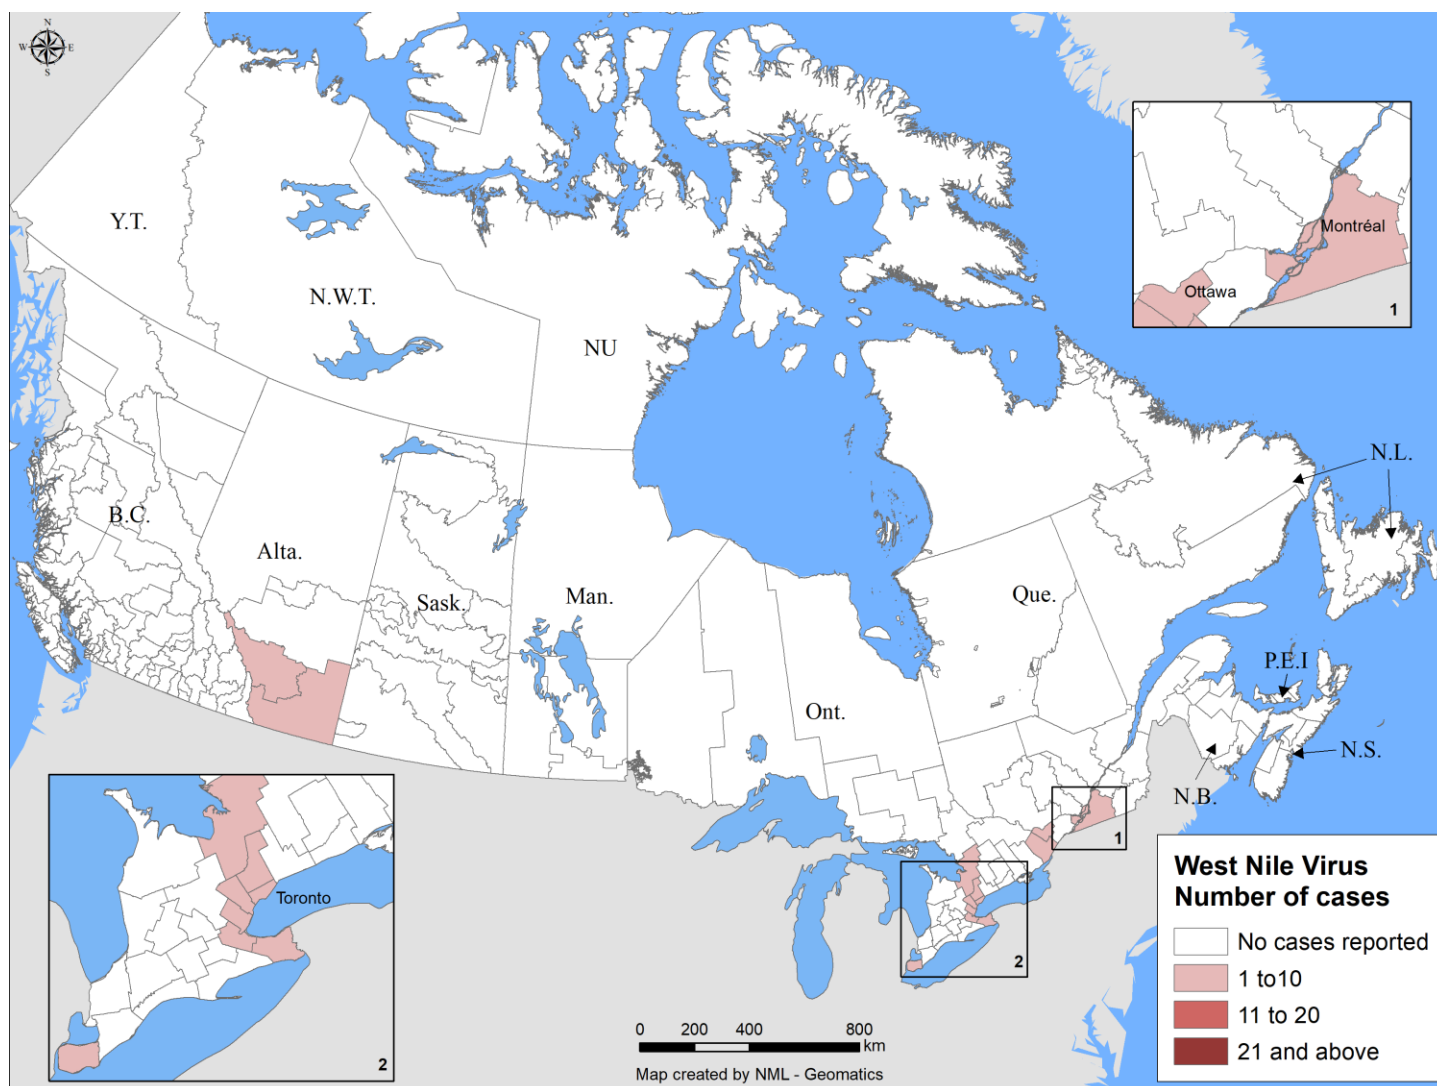 N
W
E
S
Y.T.
N.W.T.
NU
B.C.
Alta.
Sask.
Man.
Ont.
Que.
N.L.
P.E.I
N.S.
N.B.
Montréal
Ottawa
1
1
2
Toronto
2
West Nile Virus
Number of cases
No cases reported
1 to10
11 to 20
21 and above
0 200 400 800
km
Map created by NML - Geomatics